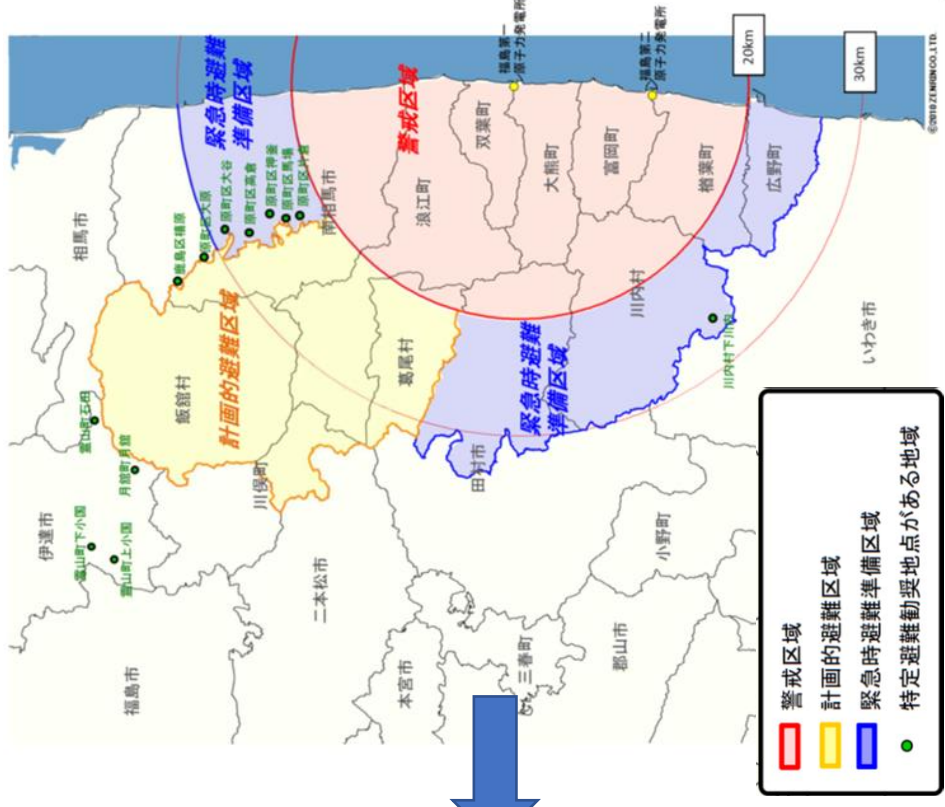 相馬市
伊達市
福島市
霊山町石田
霊山町下小国
霊山町上小国
月舘町月舘
鹿島区橲原
原町区大原
原町区大谷
原町区高倉
原町区押釜
原町区馬場
原町区片倉
南相馬市
緊急時避難
準備区域
計画的避難区域
飯舘村
川俣町
二本松市
葛尾村
浪江町
警戒区域
双葉町
福島第一
原子力発電所
大熊町
富岡町
福島第二
原子力発電所
楢葉町
広野町
20km
30km
川内村
緊急時避難
準備区域
田村市
川内村下川内
いわき市
小野町
本宮市
三春町
郡山市
警戒区域
計画的避難区域
緊急時避難準備区域
特定避難勧奨地点がある地域
©2010 ZENRIN CO.,LTD.